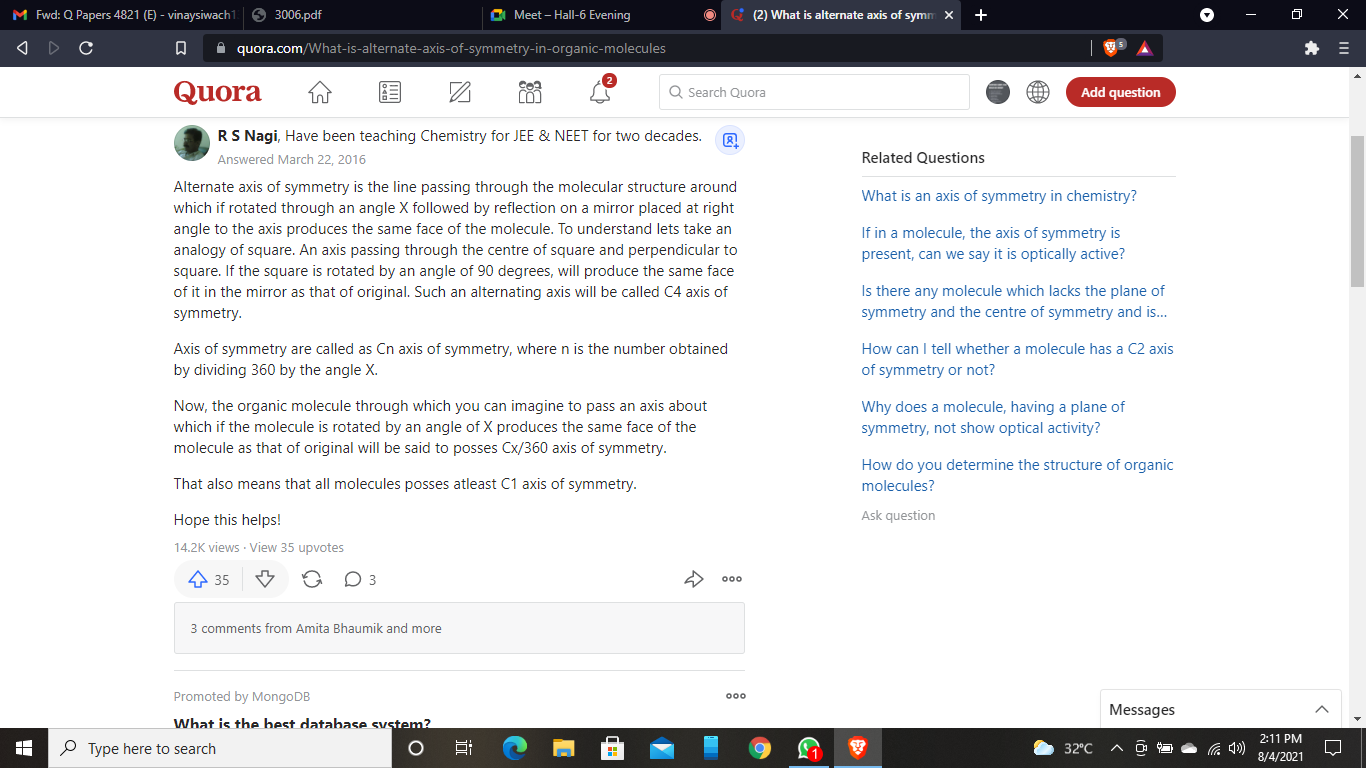 Fwd: Q Papers 4821 (E) - vinaysiwach1
3006.pdf
Meet – Hall-6 Evening
(2) What is alternate axis of symm
quora.com/What-is-alternate-axis-of-symmetry-in-organic-molecules
5
Quora
2
Search Quora
Add question
R S Nagi, Have been teaching Chemistry for JEE & NEET for two decades.
Answered March 22, 2016
Alternate axis of symmetry is the line passing through the molecular structure around
which if rotated through an angle X followed by reflection on a mirror placed at right
angle to the axis produces the same face of the molecule. To understand lets take an
analogy of square. An axis passing through the centre of square and perpendicular to
square. If the square is rotated by an angle of 90 degrees, will produce the same face
of it in the mirror as that of original. Such an alternating axis will be called C4 axis of
symmetry.
Axis of symmetry are called as Cn axis of symmetry, where n is the number obtained
by dividing 360 by the angle X.
Now, the organic molecule through which you can imagine to pass an axis about
which if the molecule is rotated by an angle of X produces the same face of the
molecule as that of original will be said to posses Cx/360 axis of symmetry.
That also means that all molecules posses atleast C1 axis of symmetry.
Hope this helps!
14.2K views · View 35 upvotes
35
3
3 comments from Amita Bhaumik and more
Promoted by MongoDB
What is the best database system?
Related Questions
What is an axis of symmetry in chemistry?
If in a molecule, the axis of symmetry is
present, can we say it is optically active?
Is there any molecule which lacks the plane of
symmetry and the centre of symmetry and is...
How can I tell whether a molecule has a C2 axis
of symmetry or not?
Why does a molecule, having a plane of
symmetry, not show optical activity?
How do you determine the structure of organic
molecules?
Ask question
Messages
Type here to search
1
32°C
2:11 PM
8/4/2021